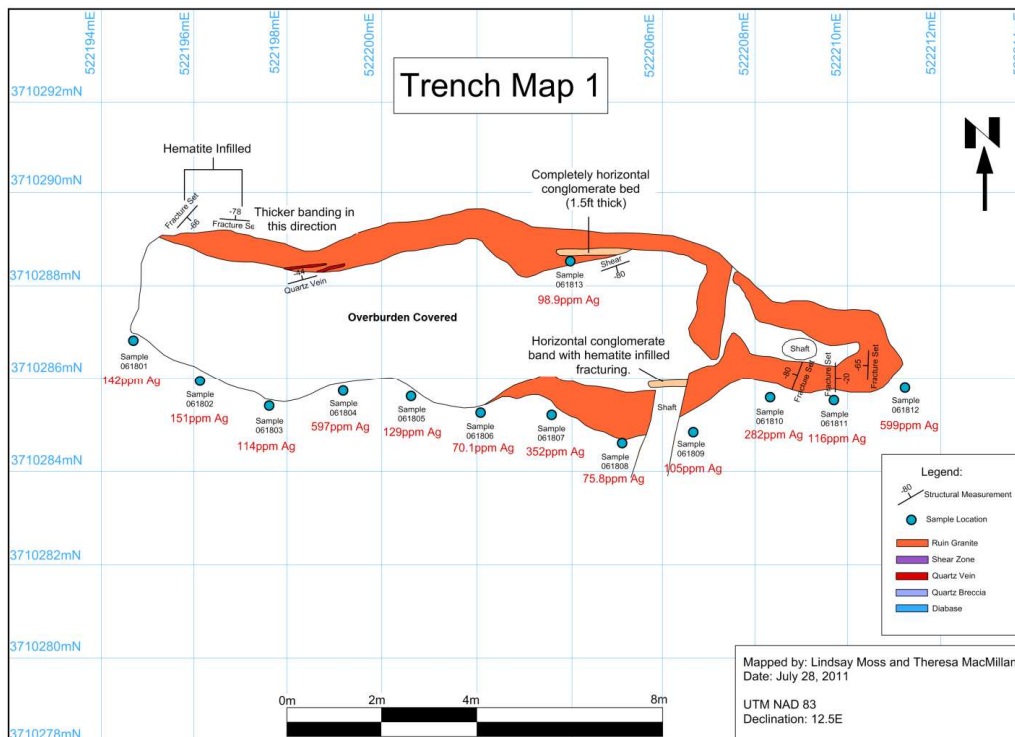 522194mE
522196mE
522198mE
522200mE
522206mE
522208mE
522210mE
522212mE
3710292mN
3710290mN
3710288mN
3710286mN
3710284mN
3710282mN
3710280mN
3710278mN
Trench Map 1
N
Hematite Infilled
Fracture Set
-66
-78
Fracture Se
Thicker banding in
this direction
-44
Quartz Vein
Completely horizontal
conglomerate bed
(1.5ft thick)
Shear
-80
Sample
061813
98.9ppm Ag
Overburden Covered
Horizontal conglomerate
band with hematite infilled
fracturing.
Shaft
Shaft
-80
Fracture Set
Fracture Set
-20
-65
Fracture Set
Sample
061801
142ppm Ag
Sample
061802
151ppm Ag
Sample
061803
114ppm Ag
Sample
061804
597ppm Ag
Sample
061805
129ppm Ag
Sample
061806
70.1ppm Ag
Sample
061807
352ppm Ag
Sample
061808
75.8ppm Ag
Sample
061809
105ppm Ag
Sample
061810
282ppm Ag
Sample
061811
116ppm Ag
Sample
061812
599ppm Ag
Legend:
-80
Structural Measurement
Sample Location
Ruin Granite
Shear Zone
Quartz Vein
Quartz Breccia
Diabase
0m
2m
4m
8m
Mapped by: Lindsay Moss and Theresa MacMillan
Date: July 28, 2011
UTM NAD 83
Declination: 12.5E